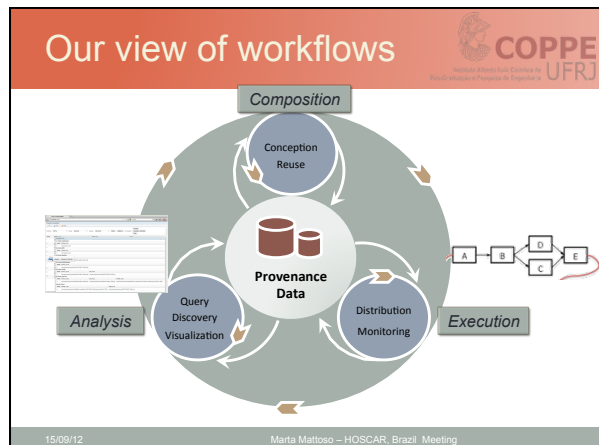 Our view of workflows
COPPE
UFRJ
Composition
Conception
Reuse
Provenance
Data
Query
Discovery
Visualization
Analysis
Distribution
Monitoring
Execution
A
B
D
C
E
15/09/12
Marta Mattoso – HOSCAR, Brazil Meeting